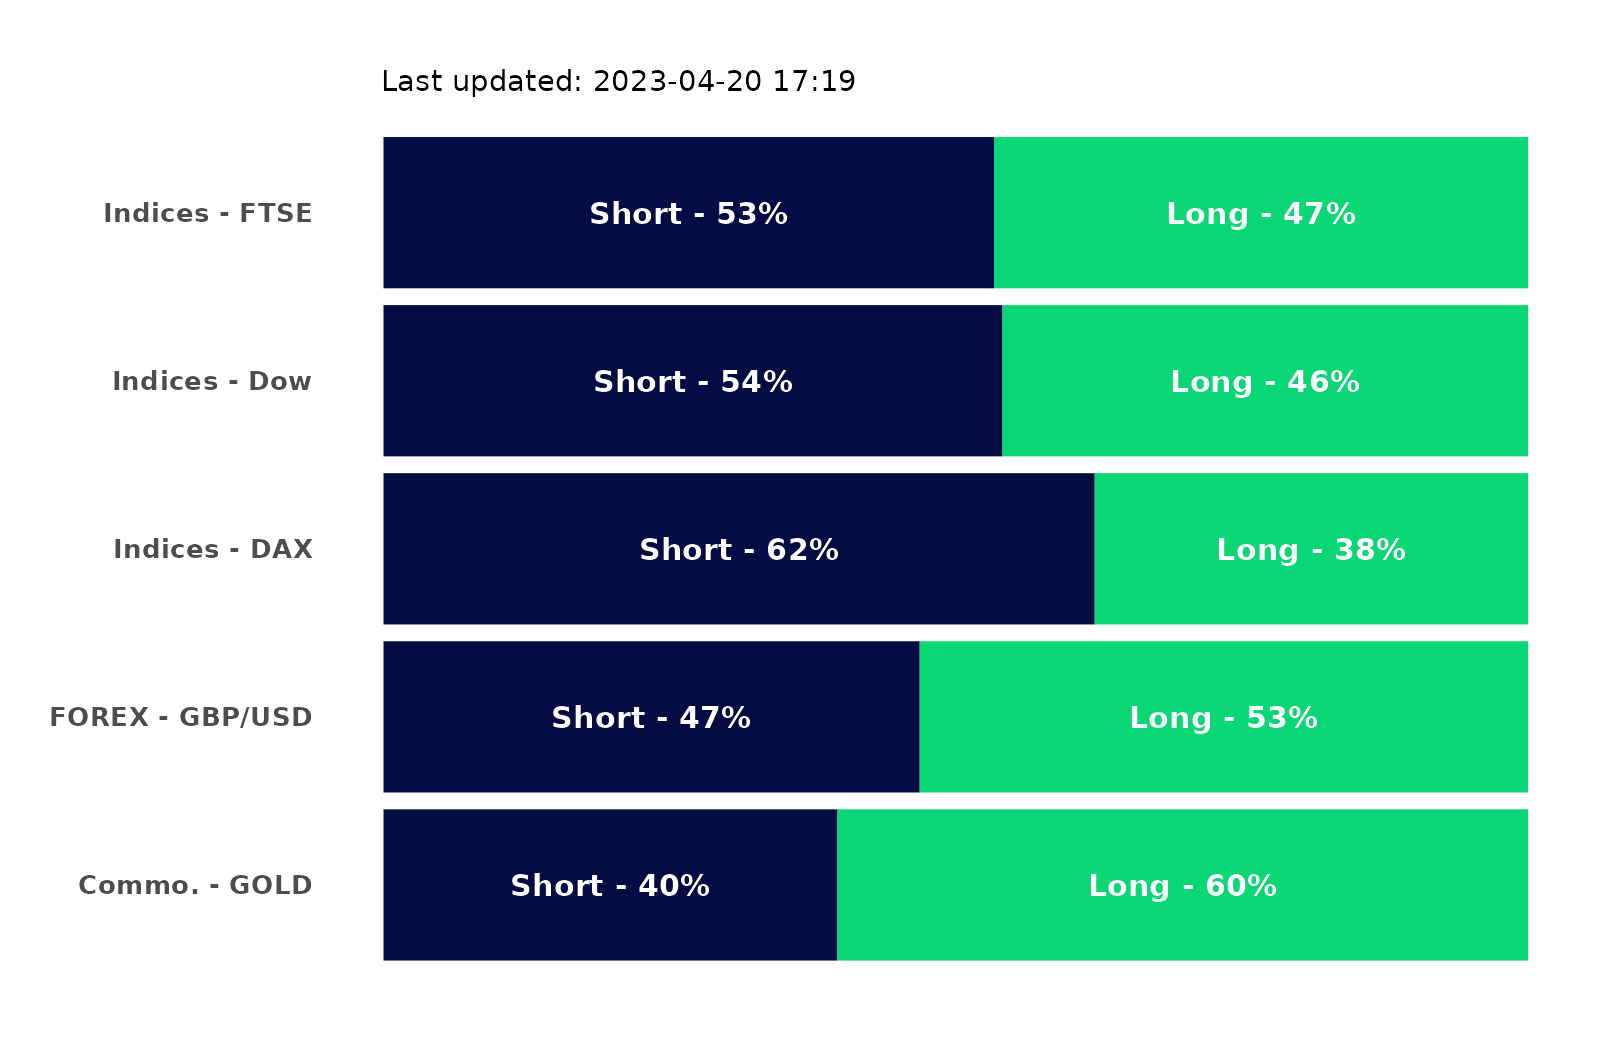 Last updated: 2023-04-20 17:19
Indices - FTSE Short - 53% Long - 47%
Indices - Dow Short - 54% Long - 46%
Indices - DAX Short - 62% Long - 38%
FOREX - GBP/USD Short - 47% Long - 53%
Commo. - GOLD Short - 40% Long - 60%